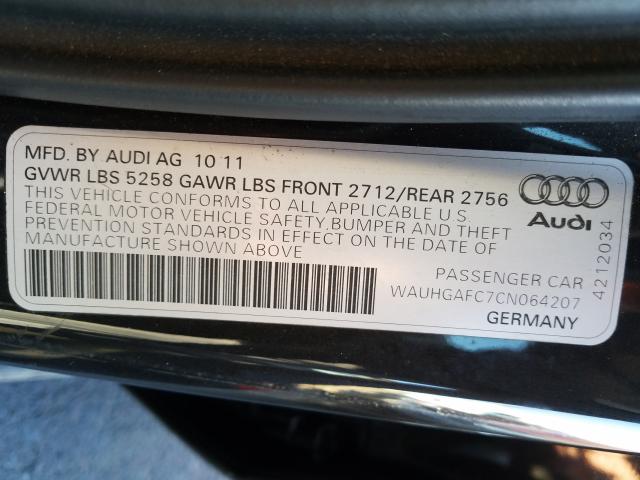 MFD. BY AUDI AG 10 11
GVWR LBS 5258 GAWR LBS FRONT 2712/REAR 2756
THIS VEHICLE CONFORMS TO ALL APPLICABLE U.S.
FEDERAL MOTOR VEHICLE SAFETY, BUMPER AND THEFT
PREVENTION STANDARDS IN EFFECT ON THE DATE OF
MANUFACTURE SHOWN ABOVE
Audi
PASSENGER CAR
WAUHGAFC7CN064207
GERMANY
4212034